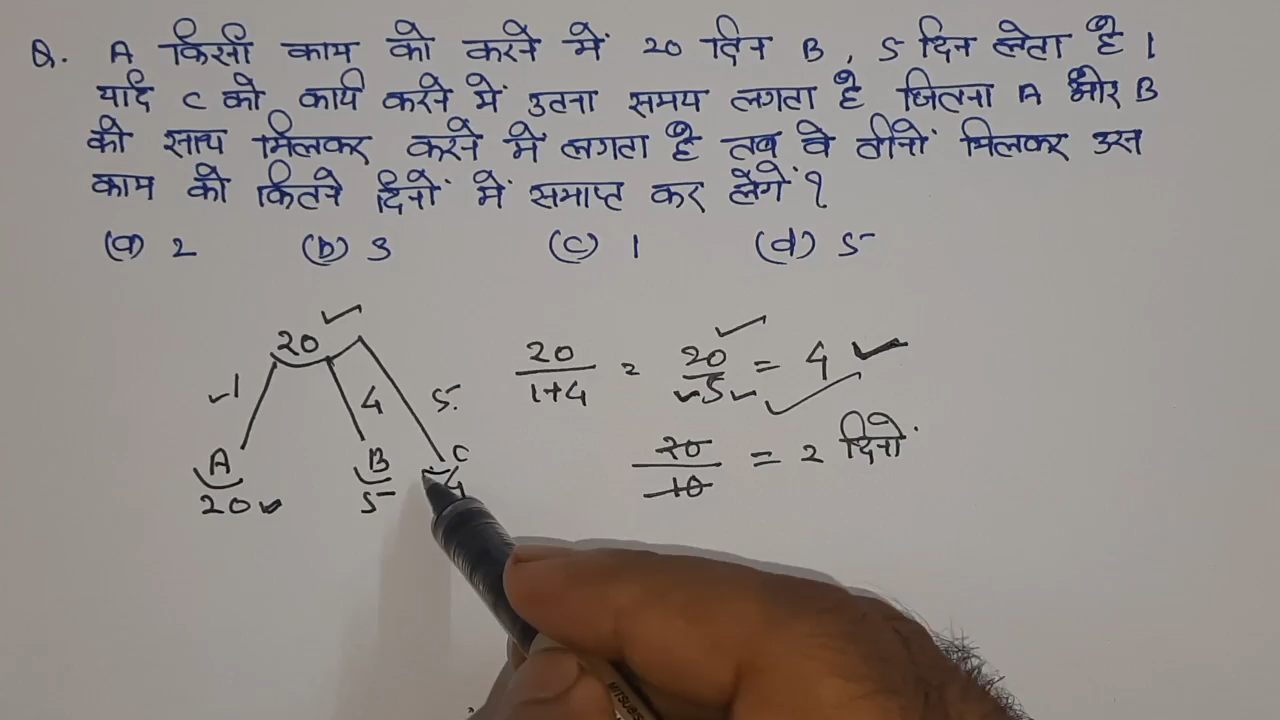 Q. A किसी काम को करने में 20 दिन B, 5 दिन लेता है।
यदि C को कार्य करने में उतना समय लगता है जितना A और B
को साथ मिलकर करने में लगता है तब वे तीनों मिलकर उस
काम को कितने दिनों में समाप्त कर लेंगें?
(a) 2 (b) 3 (c) 1 (d) 5
20
1 4 5
A B C
20 5 4
20/1+4 = 20/5 = 4
20/10 = 2 दिनों
MITSUBISHI